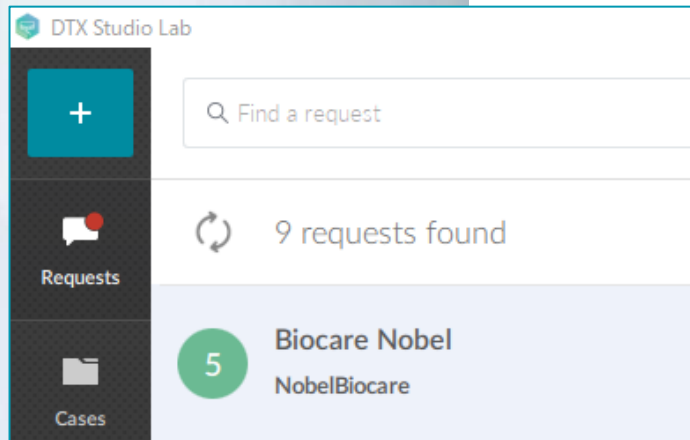 DTX Studio Lab
+
Find a request
Requests
9 requests found
5
Biocare Nobel
NobelBiocare
Cases